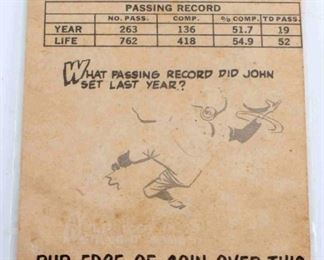 PASSING RECORD
NO. PASS. COMP. % COMP. TD PASS.
YEAR 263 136 51.7 19
LIFE 762 418 54.9 52
WHAT PASSING RECORD DID JOHN
SET LAST YEAR?
RUB EDGE OF COIN OVER THIS